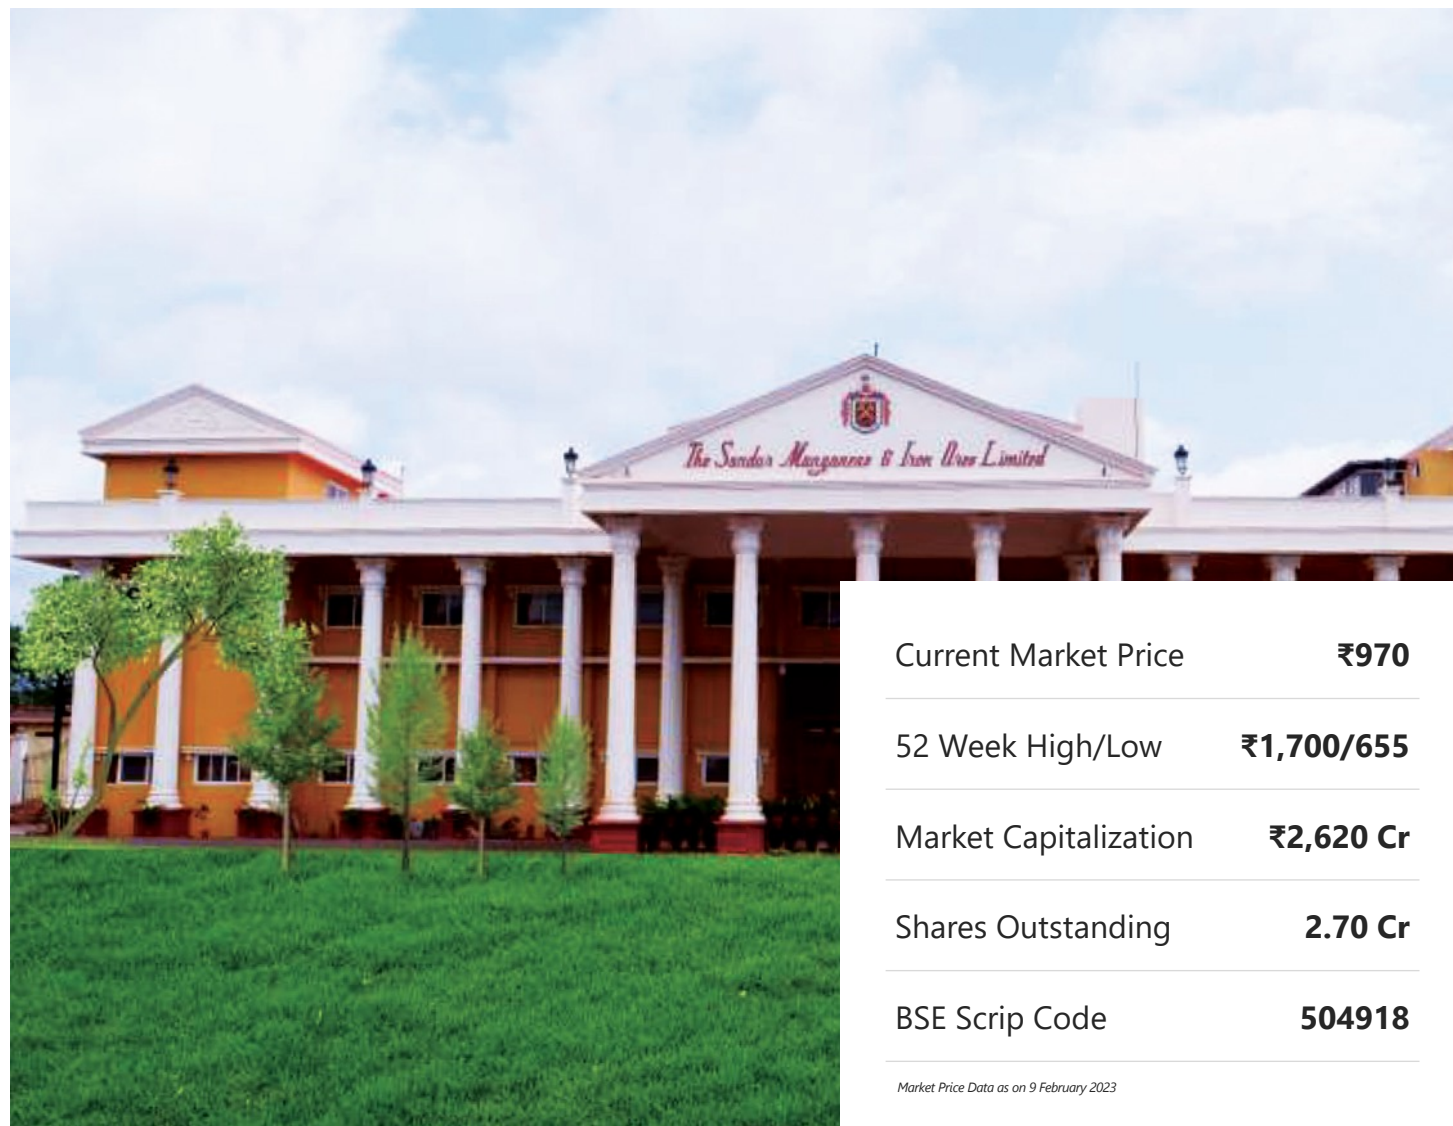 The Sandur Manganese & Iron Ores Limited
Current Market Price ₹970
52 Week High/Low ₹1,700/655
Market Capitalization ₹2,620 Cr
Shares Outstanding 2.70 Cr
BSE Scrip Code 504918
Market Price Data as on 9 February 2023